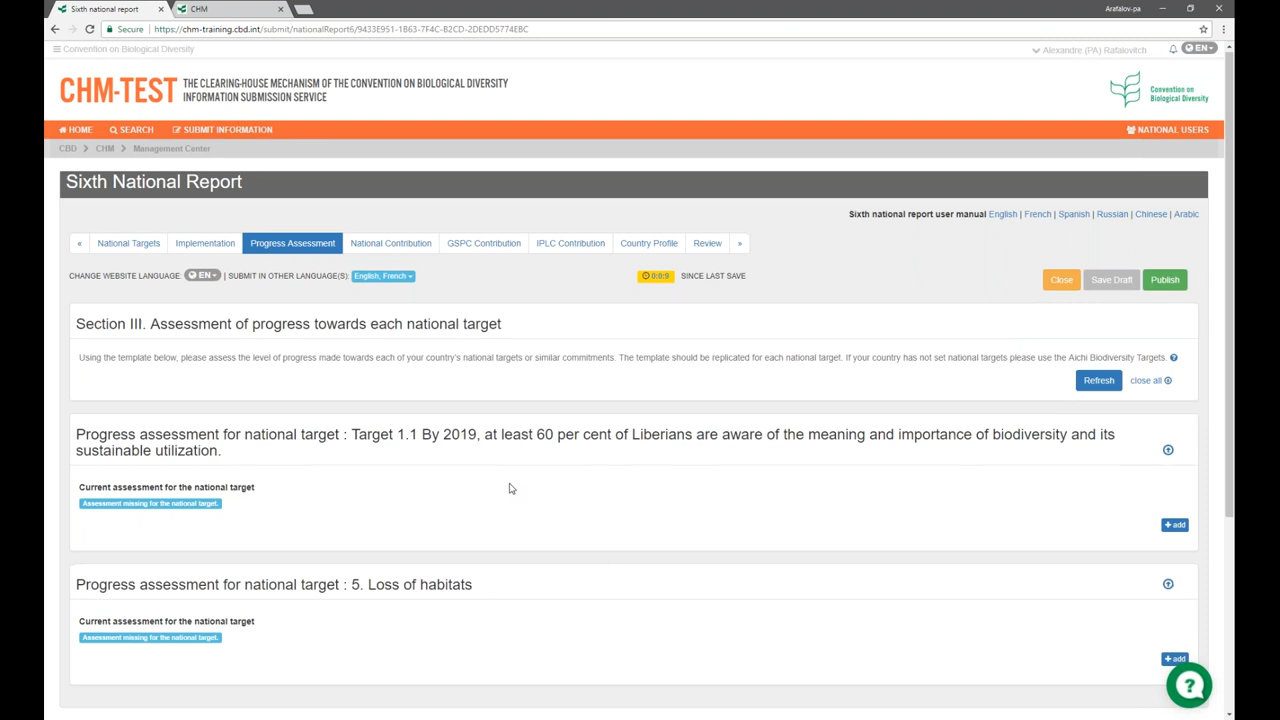 Sixth national report
CHM
Arafalov-pa
Secure | https://chm-training.cbd.int/submit/nationalReport6/9433E951-1B63-7F4C-B2CD-2DEDD5774EBC
Convention on Biological Diversity
Alexandre (PA) Rafalovitch
EN
CHM-TEST
THE CLEARING-HOUSE MECHANISM OF THE CONVENTION ON BIOLOGICAL DIVERSITY
INFORMATION SUBMISSION SERVICE
Convention on
Biological Diversity
HOME SEARCH SUBMIT INFORMATION NATIONAL USERS
CBD > CHM > Management Center
Sixth National Report
Sixth national report user manual English | French | Spanish | Russian | Chinese | Arabic
« National Targets Implementation Progress Assessment National Contribution GSPC Contribution IPLC Contribution Country Profile Review »
CHANGE WEBSITE LANGUAGE: EN | SUBMIT IN OTHER LANGUAGE(S): English, French 0:0:9 SINCE LAST SAVE Close Save Draft Publish
Section III. Assessment of progress towards each national target
Using the template below, please assess the level of progress made towards each of your country's national targets or similar commitments. The template should be replicated for each national target. If your country has not set national targets please use the Aichi Biodiversity Targets. ?
Refresh close all
Progress assessment for national target : Target 1.1 By 2019, at least 60 per cent of Liberians are aware of the meaning and importance of biodiversity and its
sustainable utilization.
Current assessment for the national target
Assessment missing for the national target.
+ add
Progress assessment for national target : 5. Loss of habitats
Current assessment for the national target
Assessment missing for the national target.
+ add
?